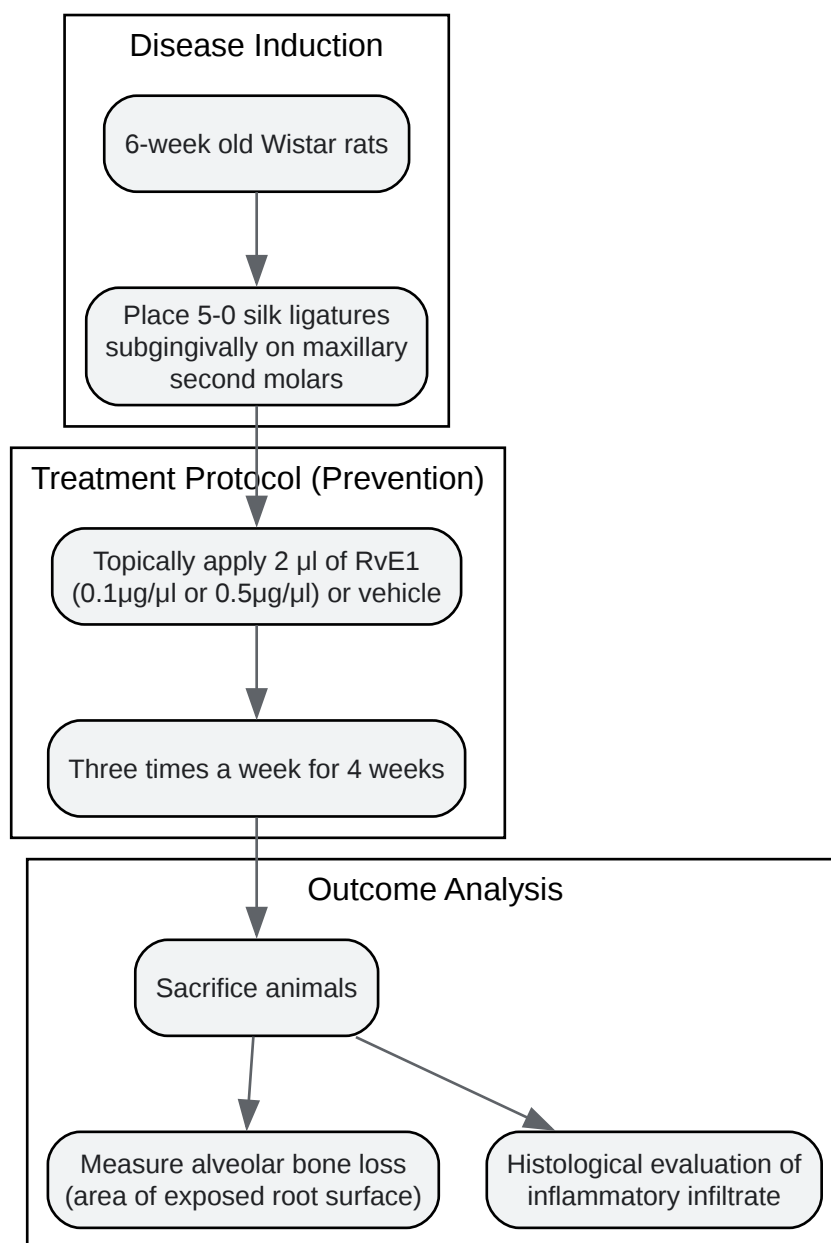 Disease Induction
6-week old Wistar rats
Place 5-0 silk ligatures
subgingivally on maxillary
second molars
Treatment Protocol (Prevention)
Topically apply 2 μl of RvE1
(0.1μg/μl or 0.5μg/μl) or vehicle
Three times a week for 4 weeks
Outcome Analysis
Sacrifice animals
Measure alveolar bone loss
(area of exposed root surface)
Histological evaluation of
inflammatory infiltrate